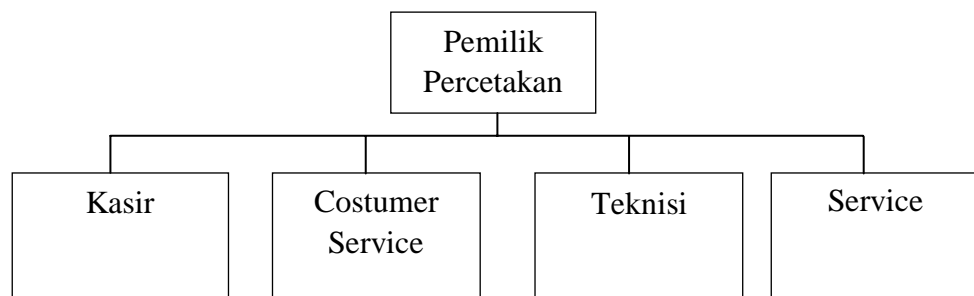 Pemilik
Percetakan
Kasir
Costumer
Service
Teknisi
Service